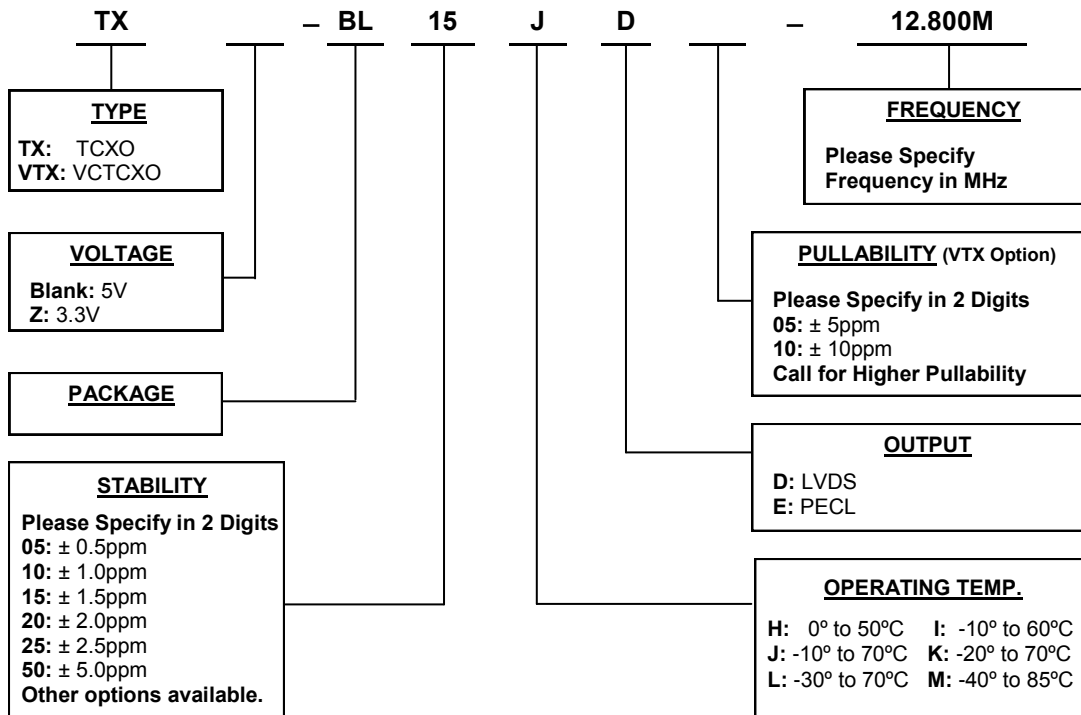 TX – BL 15 J D – 12.800M
TYPE
TX: TCXO
VTX: VCTCXO
VOLTAGE
Blank: 5V
Z: 3.3V
PACKAGE
STABILITY
Please Specify in 2 Digits
05: ± 0.5ppm
10: ± 1.0ppm
15: ± 1.5ppm
20: ± 2.0ppm
25: ± 2.5ppm
50: ± 5.0ppm
Other options available.
FREQUENCY
Please Specify
Frequency in MHz
PULLABILITY (VTX Option)
Please Specify in 2 Digits
05: ± 5ppm
10: ± 10ppm
Call for Higher Pullability
OUTPUT
D: LVDS
E: PECL
OPERATING TEMP.
H: 0º to 50ºC I: -10º to 60ºC
J: -10º to 70ºC K: -20º to 70ºC
L: -30º to 70ºC M: -40º to 85ºC